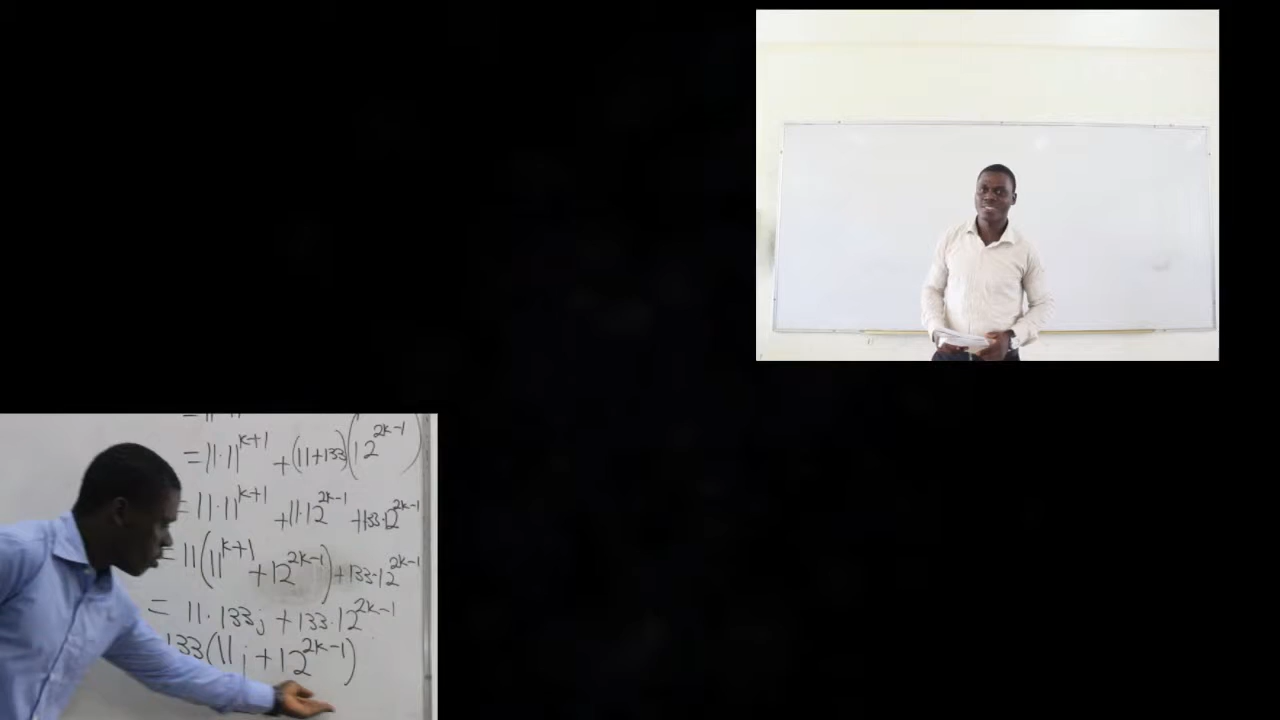 = 11·11^{k+1} + (11+133)(12^{2k-1})
= 11·11^{k+1} + 11·12^{2k-1} + 133·12^{2k-1}
= 11(11^{k+1} + 12^{2k-1}) + 133·12^{2k-1}
= 11·133j + 133·12^{2k-1}
133(11j + 12^{2k-1})